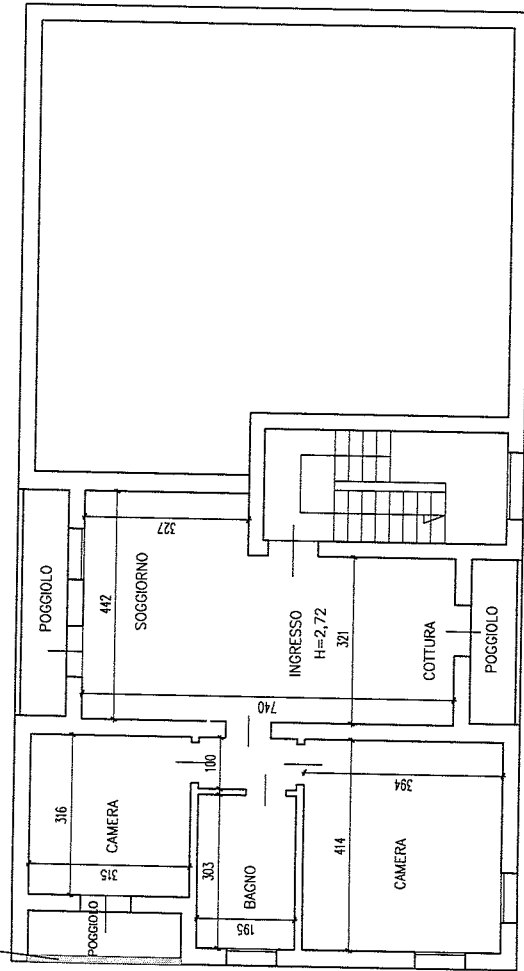 POGGIOLO
442
327
SOGGIORNO
INGRESSO
H=2,72
321
740
COTTURA
POGGIOLO
316
CAMERA
315
100
POGGIOLO
303
BAGNO
195
414
394
CAMERA